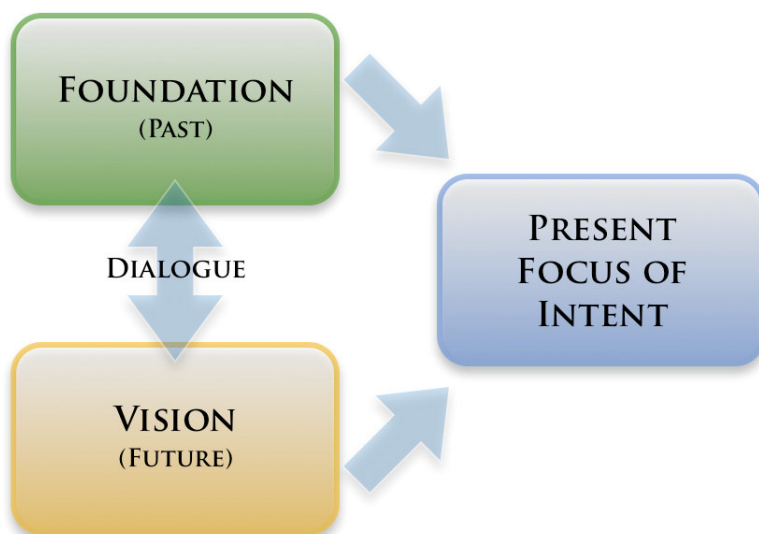 FOUNDATION
(PAST)
DIALOGUE
VISION
(FUTURE)
PRESENT
FOCUS OF
INTENT